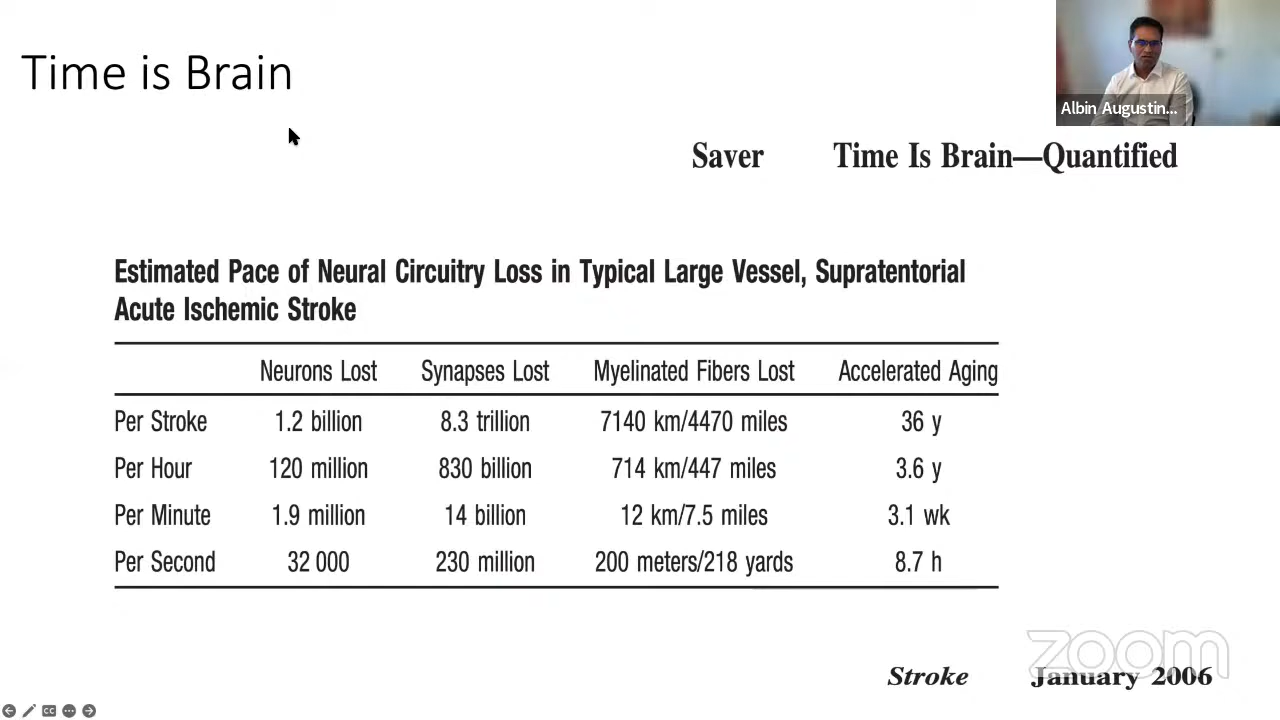 Time is Brain
Albin Augustin...
Saver Time Is Brain—Quantified
Estimated Pace of Neural Circuitry Loss in Typical Large Vessel, Supratentorial
Acute Ischemic Stroke
Neurons Lost Synapses Lost Myelinated Fibers Lost Accelerated Aging
Per Stroke 1.2 billion 8.3 trillion 7140 km/4470 miles 36 y
Per Hour 120 million 830 billion 714 km/447 miles 3.6 y
Per Minute 1.9 million 14 billion 12 km/7.5 miles 3.1 wk
Per Second 32 000 230 million 200 meters/218 yards 8.7 h
zoom
Stroke January 2006
CC